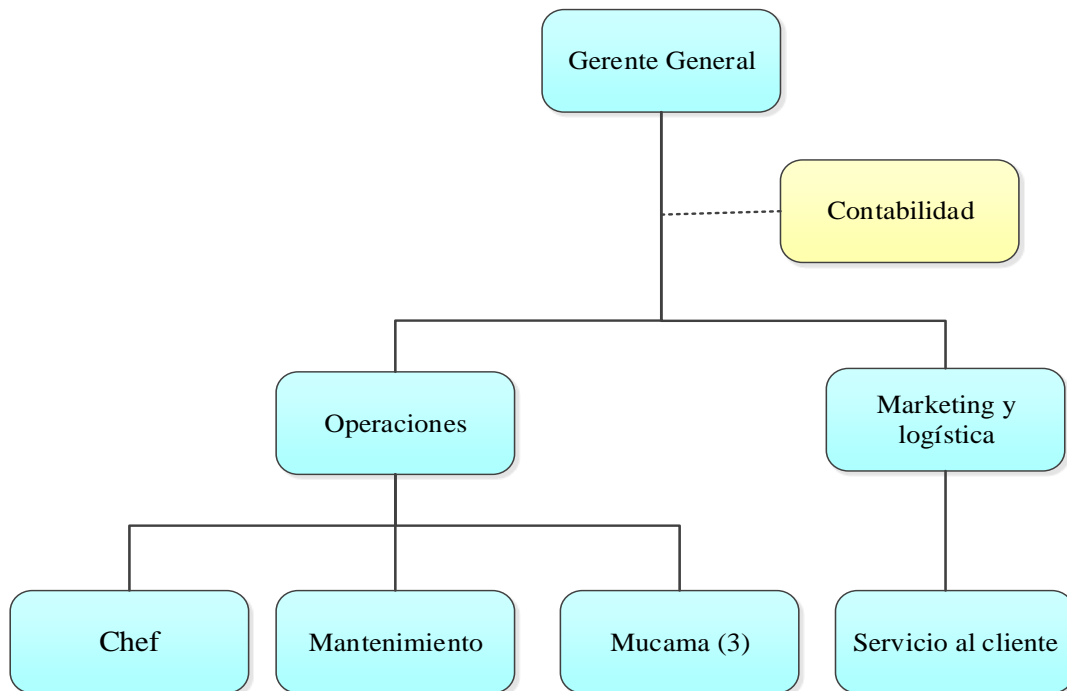 Gerente General
Contabilidad
Operaciones
Marketing y
logística
Chef
Mantenimiento
Mucama (3)
Servicio al cliente